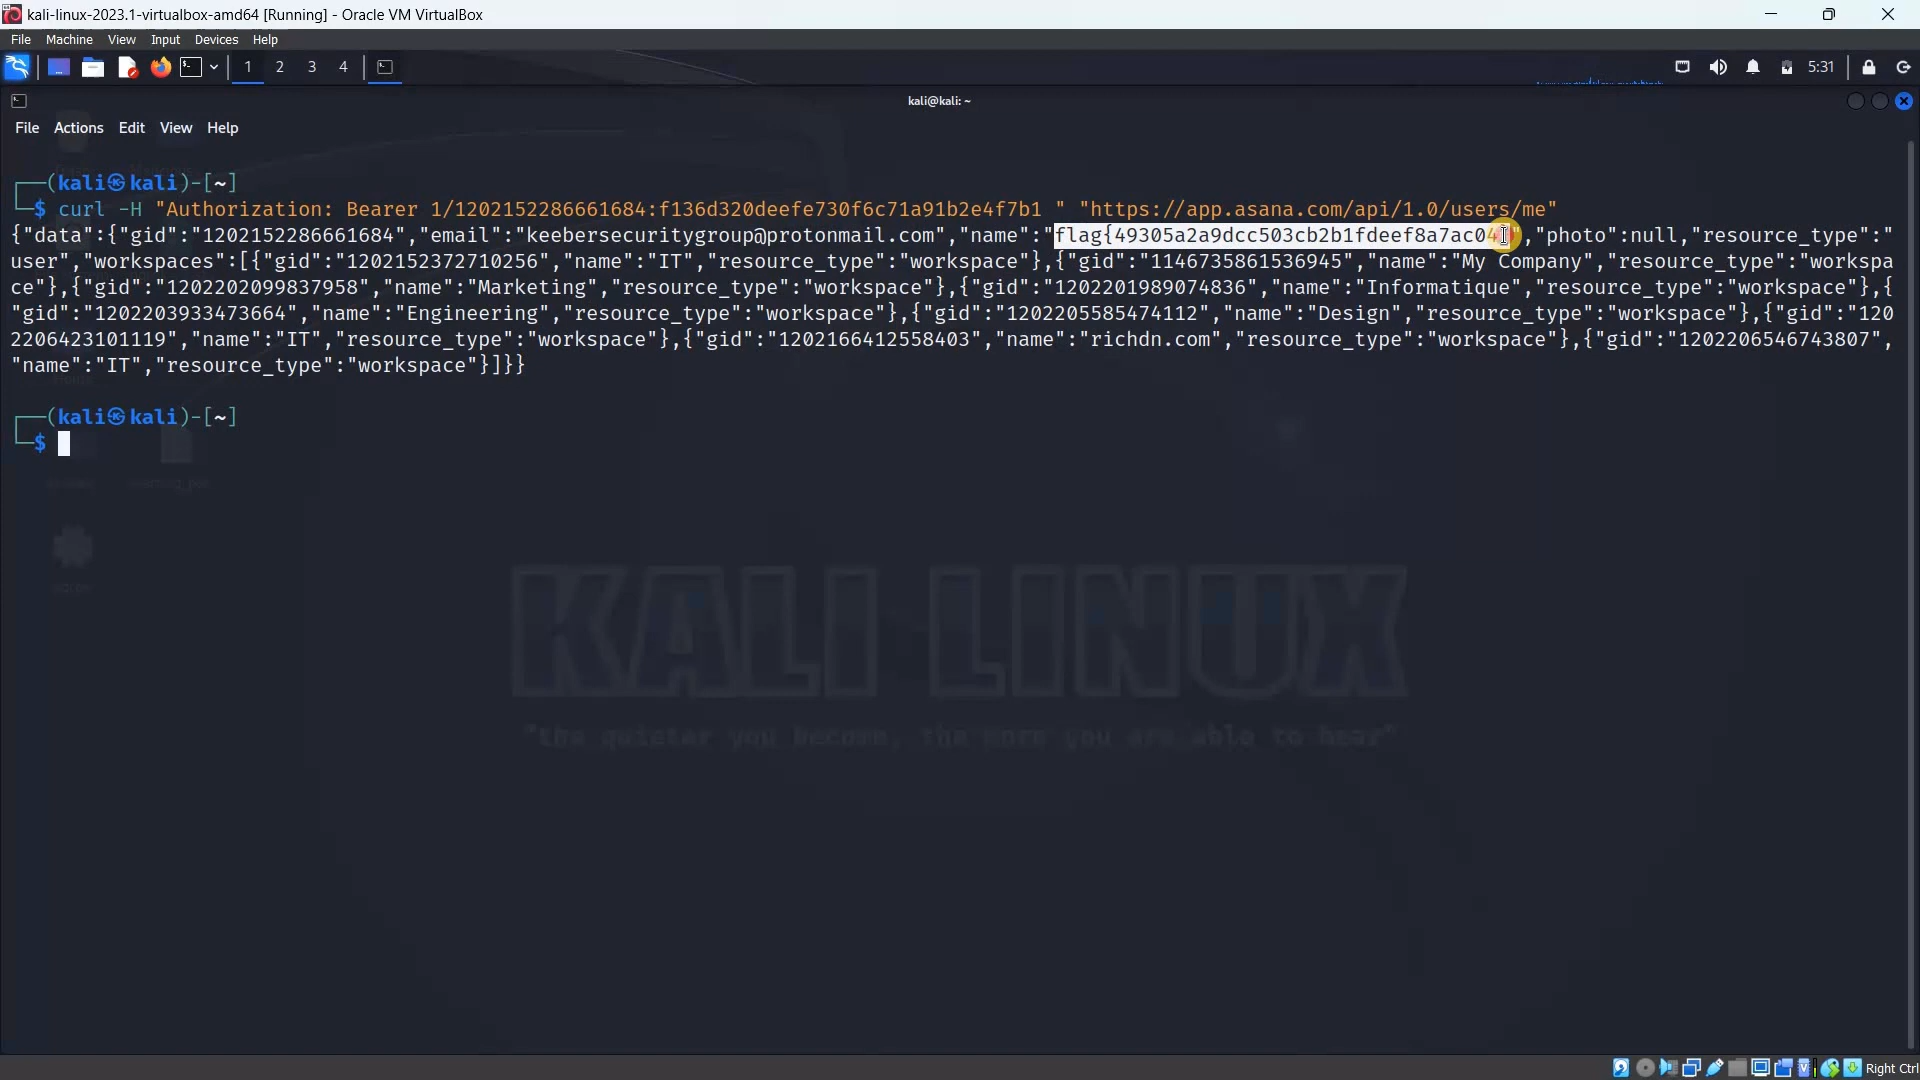 kali-linux-2023.1-virtualbox-amd64 [Running] - Oracle VM VirtualBox
File Machine View Input Devices Help
1 2 3 4 5:31
kali@kali: ~
File Actions Edit View Help
┌──(kali㉿kali)-[~]
└─$ curl -H "Authorization: Bearer 1/1202152286661684:f136d320deefe730f6c71a91b2e4f7b1 " "https://app.asana.com/api/1.0/users/me"
{"data":{"gid":"1202152286661684","email":"keebersecuritygroup@protonmail.com","name":"flag{49305a2a9dcc503cb2b1fdeef8a7ac04}","photo":null,"resource_type":"
user","workspaces":[{"gid":"1202152372710256","name":"IT","resource_type":"workspace"},{"gid":"1146735861536945","name":"My Company","resource_type":"workspa
ce"},{"gid":"1202202099837958","name":"Marketing","resource_type":"workspace"},{"gid":"1202201989074836","name":"Informatique","resource_type":"workspace"},{
"gid":"1202203933473664","name":"Engineering","resource_type":"workspace"},{"gid":"1202205585474112","name":"Design","resource_type":"workspace"},{"gid":"120
2206423101119","name":"IT","resource_type":"workspace"},{"gid":"1202166412558403","name":"richdn.com","resource_type":"workspace"},{"gid":"1202206546743807",
"name":"IT","resource_type":"workspace"}]}}
┌──(kali㉿kali)-[~]
└─$
KALI LINUX
"the quieter you become, the more you are able to hear"
Right Ctrl